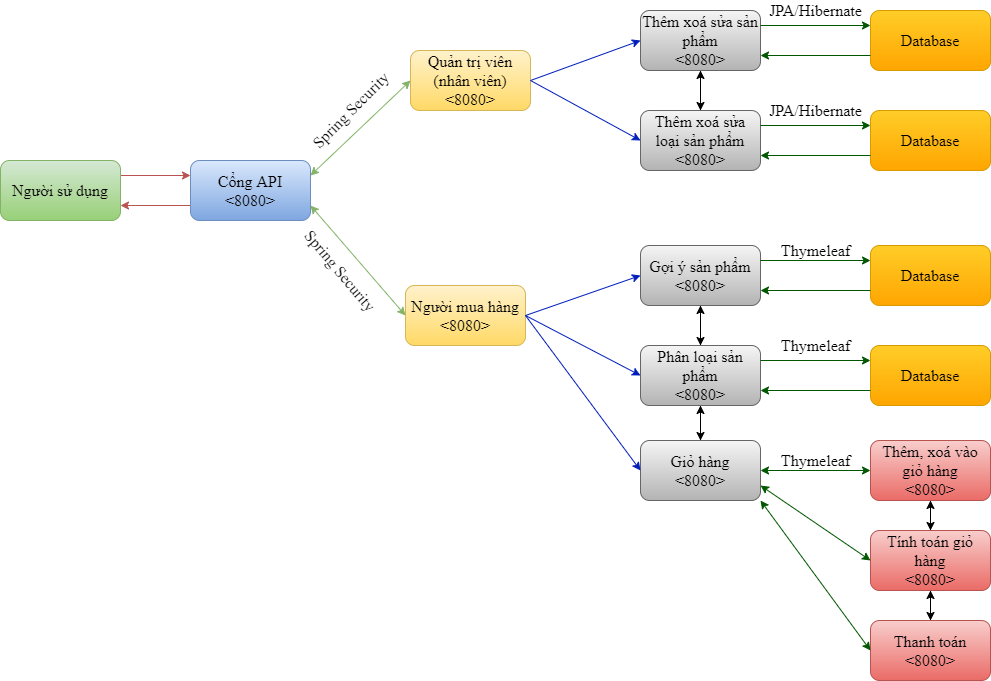 Người sử dụng
Cổng API
<8080>
Spring Security
Spring Security
Quản trị viên
(nhân viên)
<8080>
Người mua hàng
<8080>
Thêm xoá sửa sản
phẩm
<8080>
JPA/Hibernate
Database
Thêm xoá sửa
loại sản phẩm
<8080>
JPA/Hibernate
Database
Gợi ý sản phẩm
<8080>
Thymeleaf
Database
Phân loại sản
phẩm
<8080>
Thymeleaf
Database
Giỏ hàng
<8080>
Thymeleaf
Thêm, xoá vào
giỏ hàng
<8080>
Tính toán giỏ
hàng
<8080>
Thanh toán
<8080>